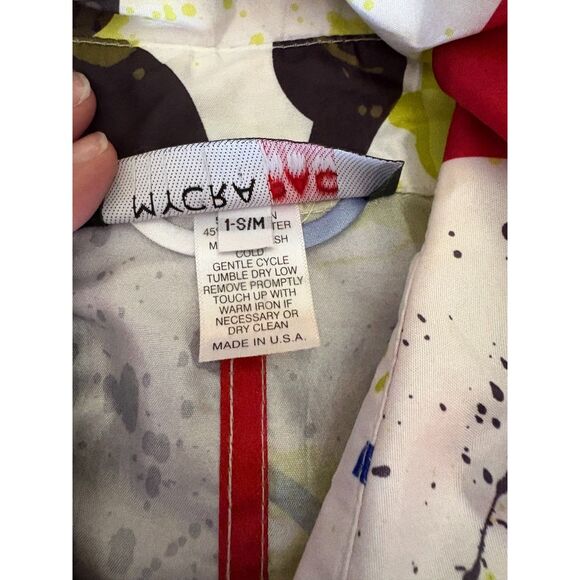 MYCRA PAC
1-S/M
COLD
GENTLE CYCLE
TUMBLE DRY LOW
REMOVE PROMPTLY
TOUCH UP WITH
WARM IRON IF
NECESSARY OR
DRY CLEAN
MADE IN U.S.A.